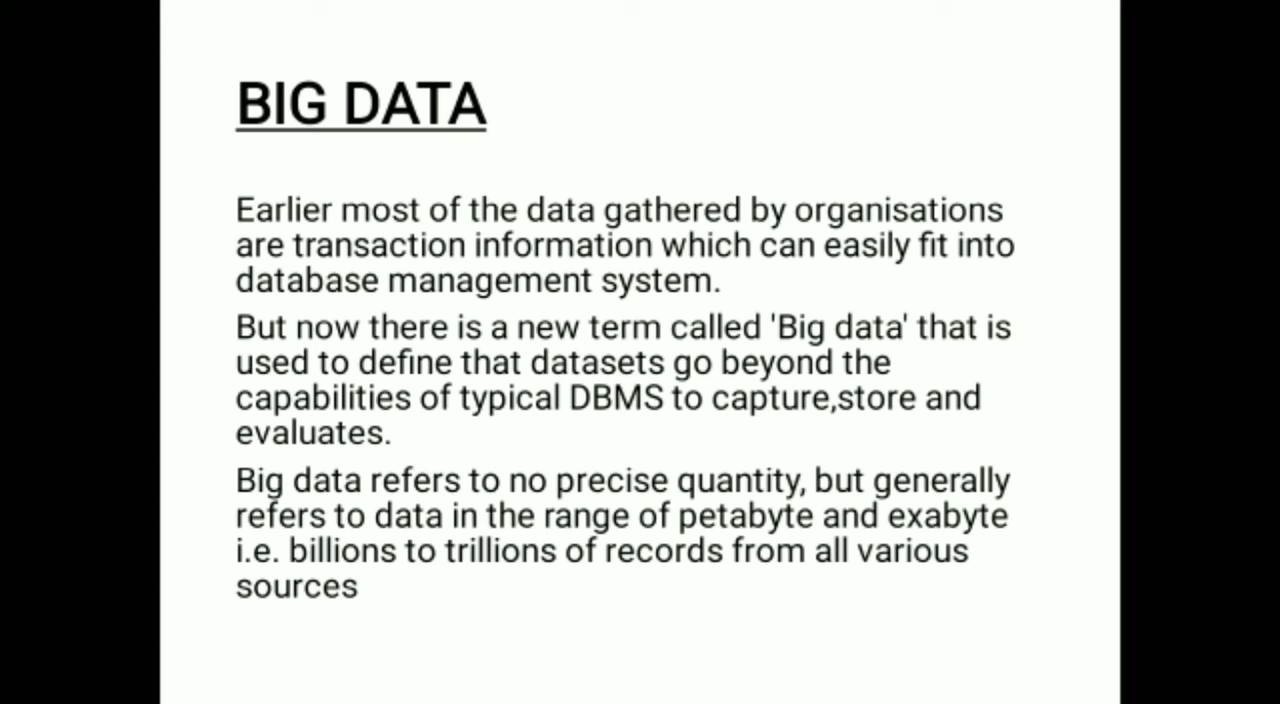 BIG DATA
Earlier most of the data gathered by organisations
are transaction information which can easily fit into
database management system.
But now there is a new term called 'Big data' that is
used to define that datasets go beyond the
capabilities of typical DBMS to capture,store and
evaluates.
Big data refers to no precise quantity, but generally
refers to data in the range of petabyte and exabyte
i.e. billions to trillions of records from all various
sources